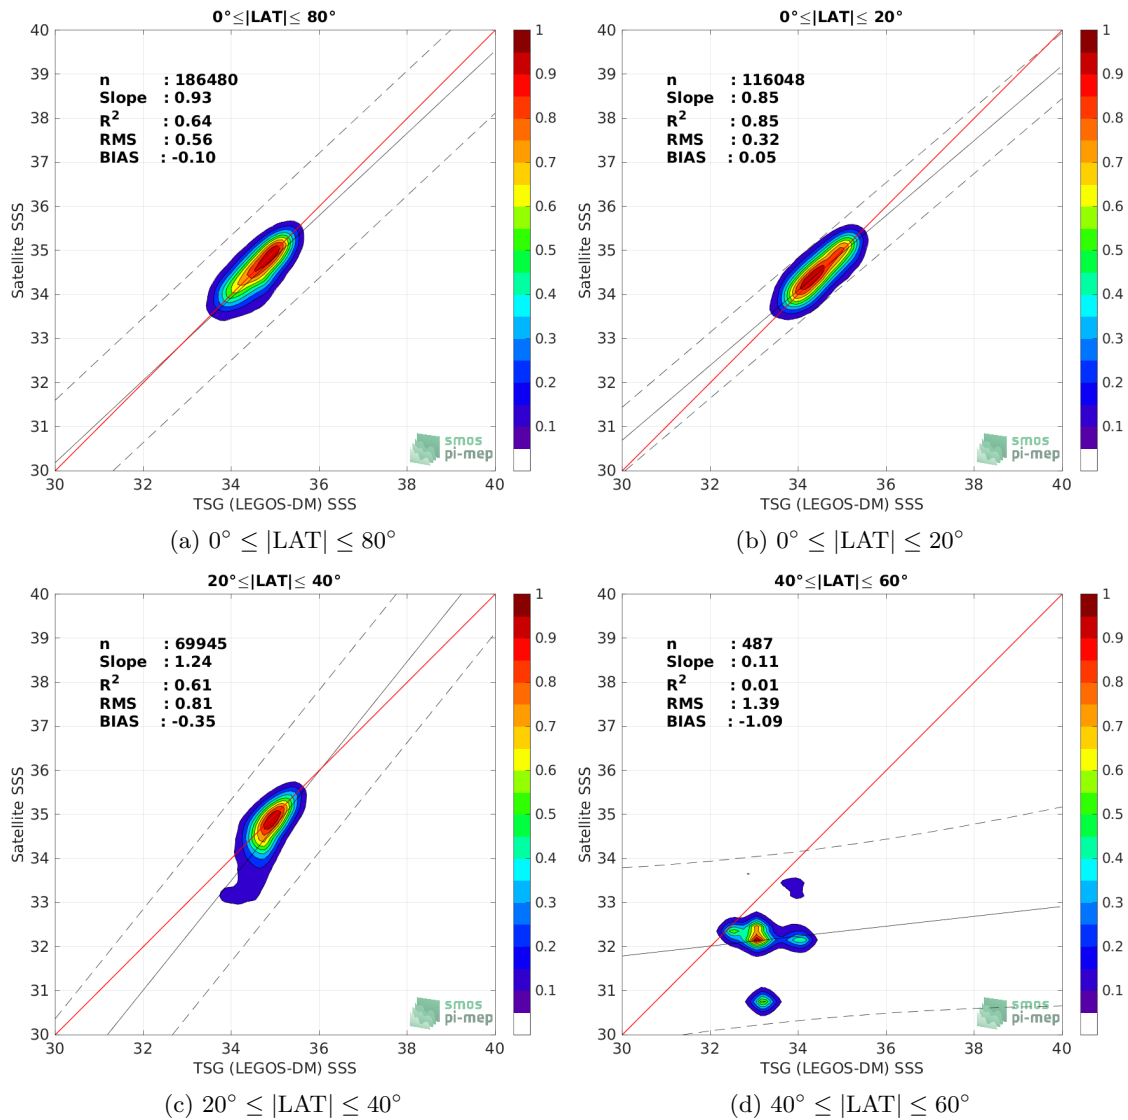 0°≤|LAT|≤ 80°
40
39
38
37
36
35
34
33
32
31
30
Satellite SSS
n : 186480
Slope : 0.93
R² : 0.64
RMS : 0.56
BIAS : -0.10
smos
pi-mep
30 32 34 36 38 40
TSG (LEGOS-DM) SSS
1
0.9
0.8
0.7
0.6
0.5
0.4
0.3
0.2
0.1
(a) 0° ≤ |LAT| ≤ 80°
0°≤|LAT|≤ 20°
40
39
38
37
36
35
34
33
32
31
30
Satellite SSS
n : 116048
Slope : 0.85
R² : 0.85
RMS : 0.32
BIAS : 0.05
smos
pi-mep
30 32 34 36 38 40
TSG (LEGOS-DM) SSS
1
0.9
0.8
0.7
0.6
0.5
0.4
0.3
0.2
0.1
(b) 0° ≤ |LAT| ≤ 20°
20°≤|LAT|≤ 40°
40
39
38
37
36
35
34
33
32
31
30
Satellite SSS
n : 69945
Slope : 1.24
R² : 0.61
RMS : 0.81
BIAS : -0.35
smos
pi-mep
30 32 34 36 38 40
TSG (LEGOS-DM) SSS
1
0.9
0.8
0.7
0.6
0.5
0.4
0.3
0.2
0.1
(c) 20° ≤ |LAT| ≤ 40°
40°≤|LAT|≤ 60°
40
39
38
37
36
35
34
33
32
31
30
Satellite SSS
n : 487
Slope : 0.11
R² : 0.01
RMS : 1.39
BIAS : -1.09
smos
pi-mep
30 32 34 36 38 40
TSG (LEGOS-DM) SSS
1
0.9
0.8
0.7
0.6
0.5
0.4
0.3
0.2
0.1
(d) 40° ≤ |LAT| ≤ 60°